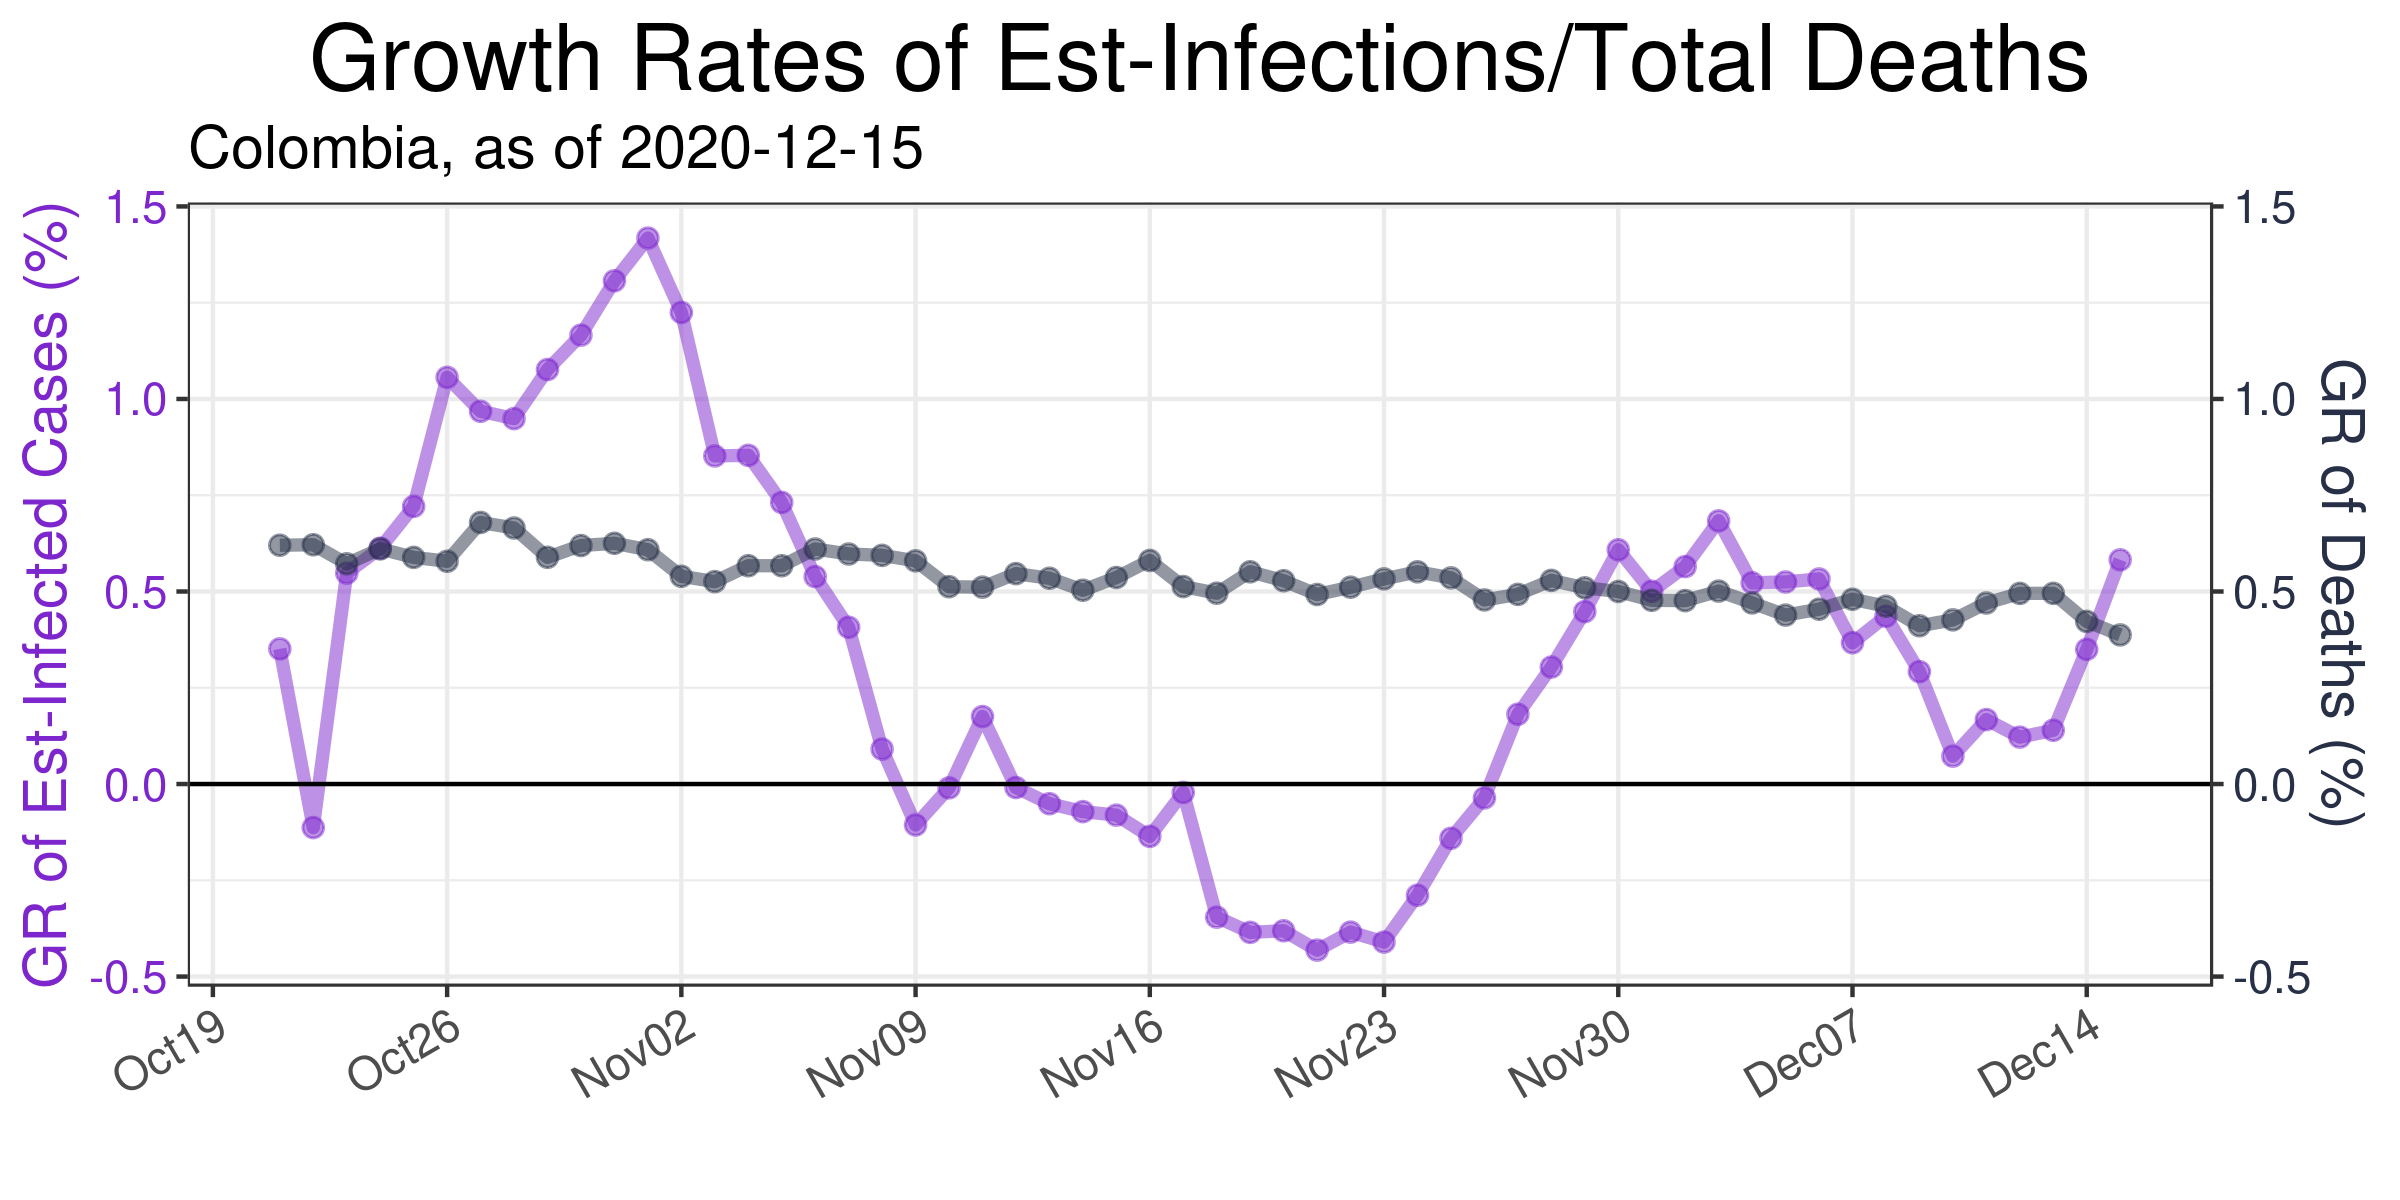 Growth Rates of Est-Infections/Total Deaths
Colombia, as of 2020-12-15
GR of Est-Infected Cases (%)
1.5
1.0
0.5
0.0
-0.5
1.5
1.0
0.5
0.0
-0.5
GR of Deaths (%)
Oct19
Oct26
Nov02
Nov09
Nov16
Nov23
Nov30
Dec07
Dec14